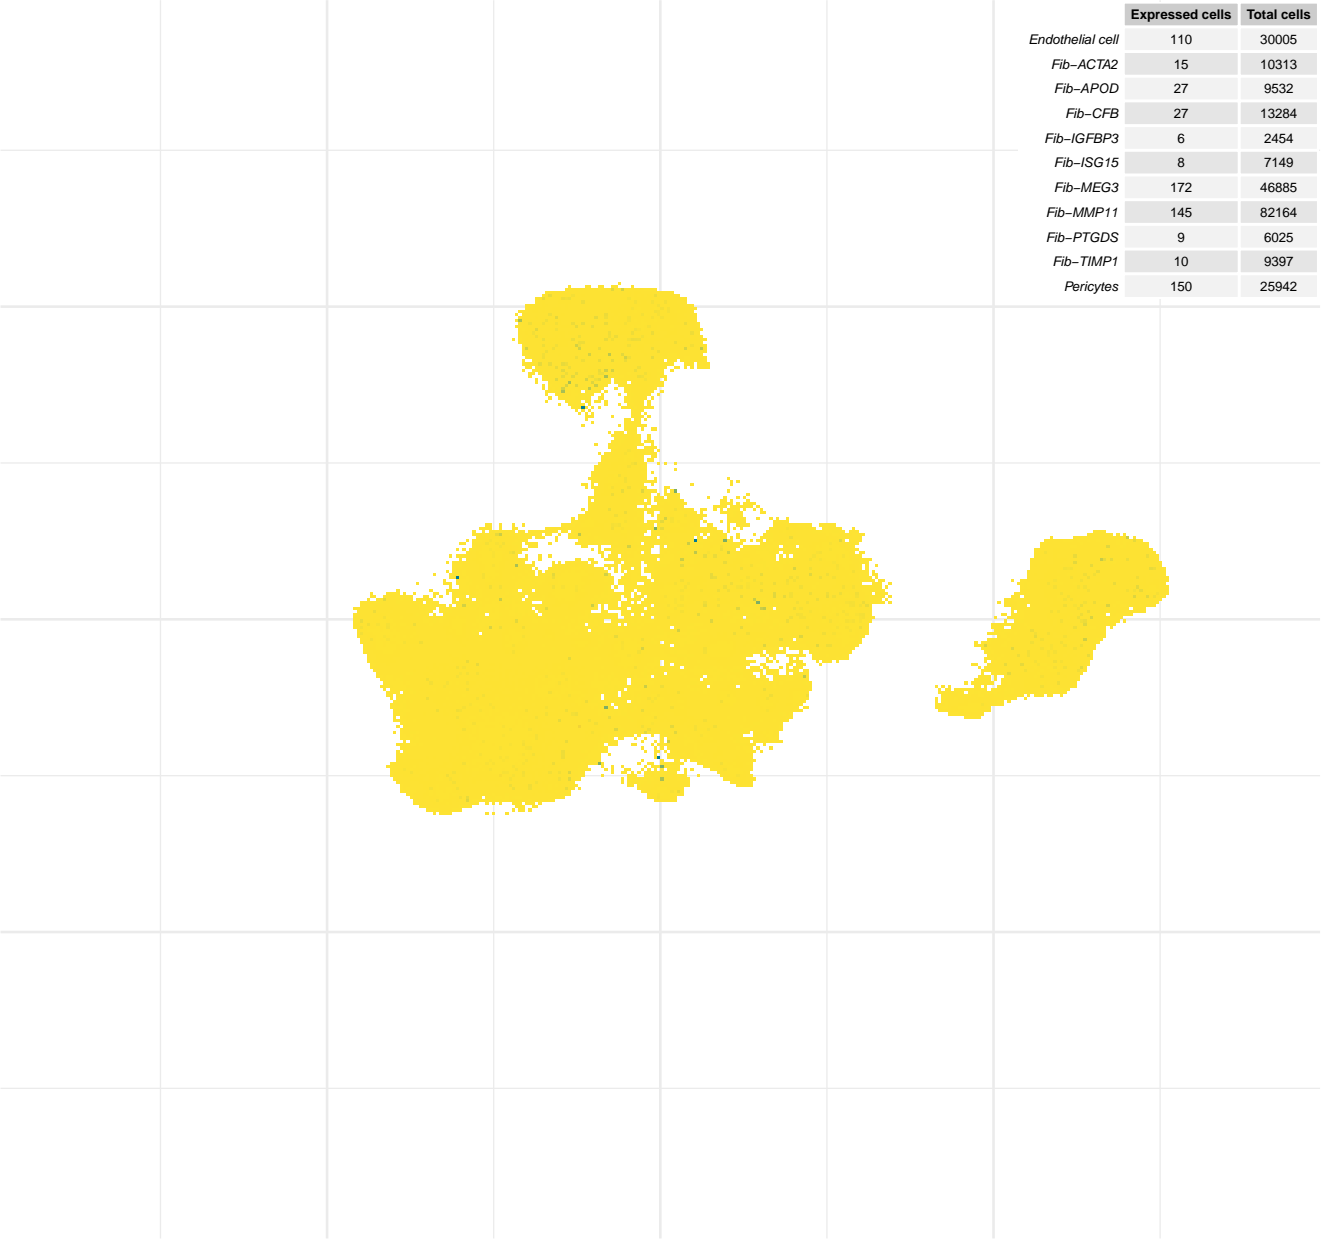 Expressed cells Total cells
Endothelial cell 110 30005
Fib−ACTA2 15 10313
Fib−APOD 27 9532
Fib−CFB 27 13284
Fib−IGFBP3 6 2454
Fib−ISG15 8 7149
Fib−MEG3 172 46885
Fib−MMP11 145 82164
Fib−PTGDS 9 6025
Fib−TIMP1 10 9397
Pericytes 150 25942